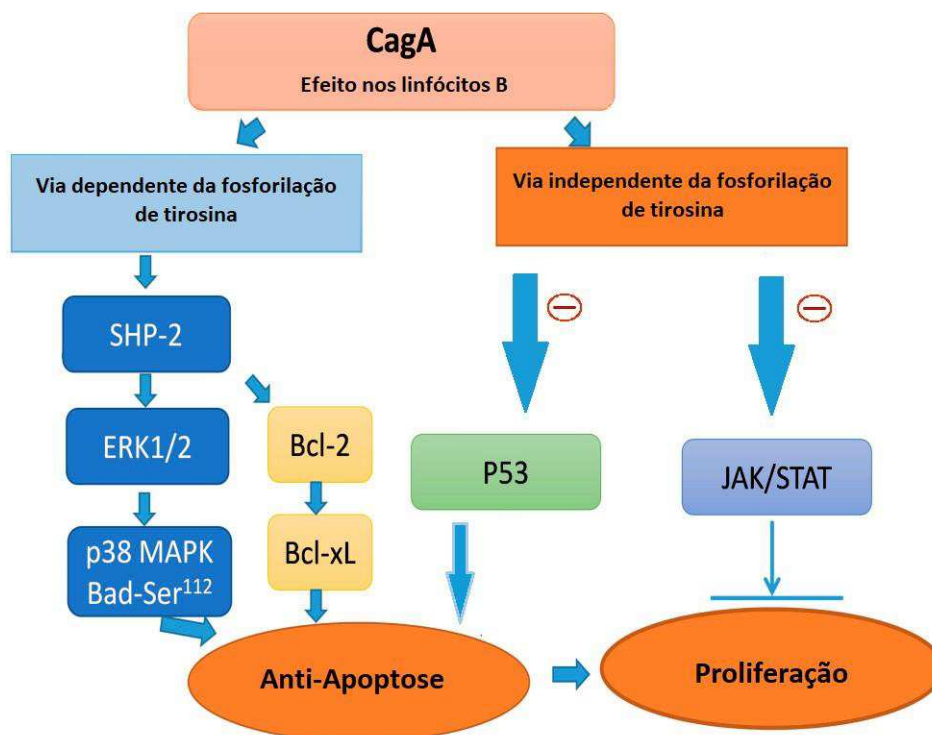 CagA
Efeito nos linfócitos B
Via dependente da fosforilação
de tirosina
Via independente da fosforilação
de tirosina
SHP-2
ERK1/2
Bcl-2
P53
JAK/STAT
p38 MAPK
Bad-Ser¹¹²
Bcl-xL
Anti-Apoptose
Proliferação